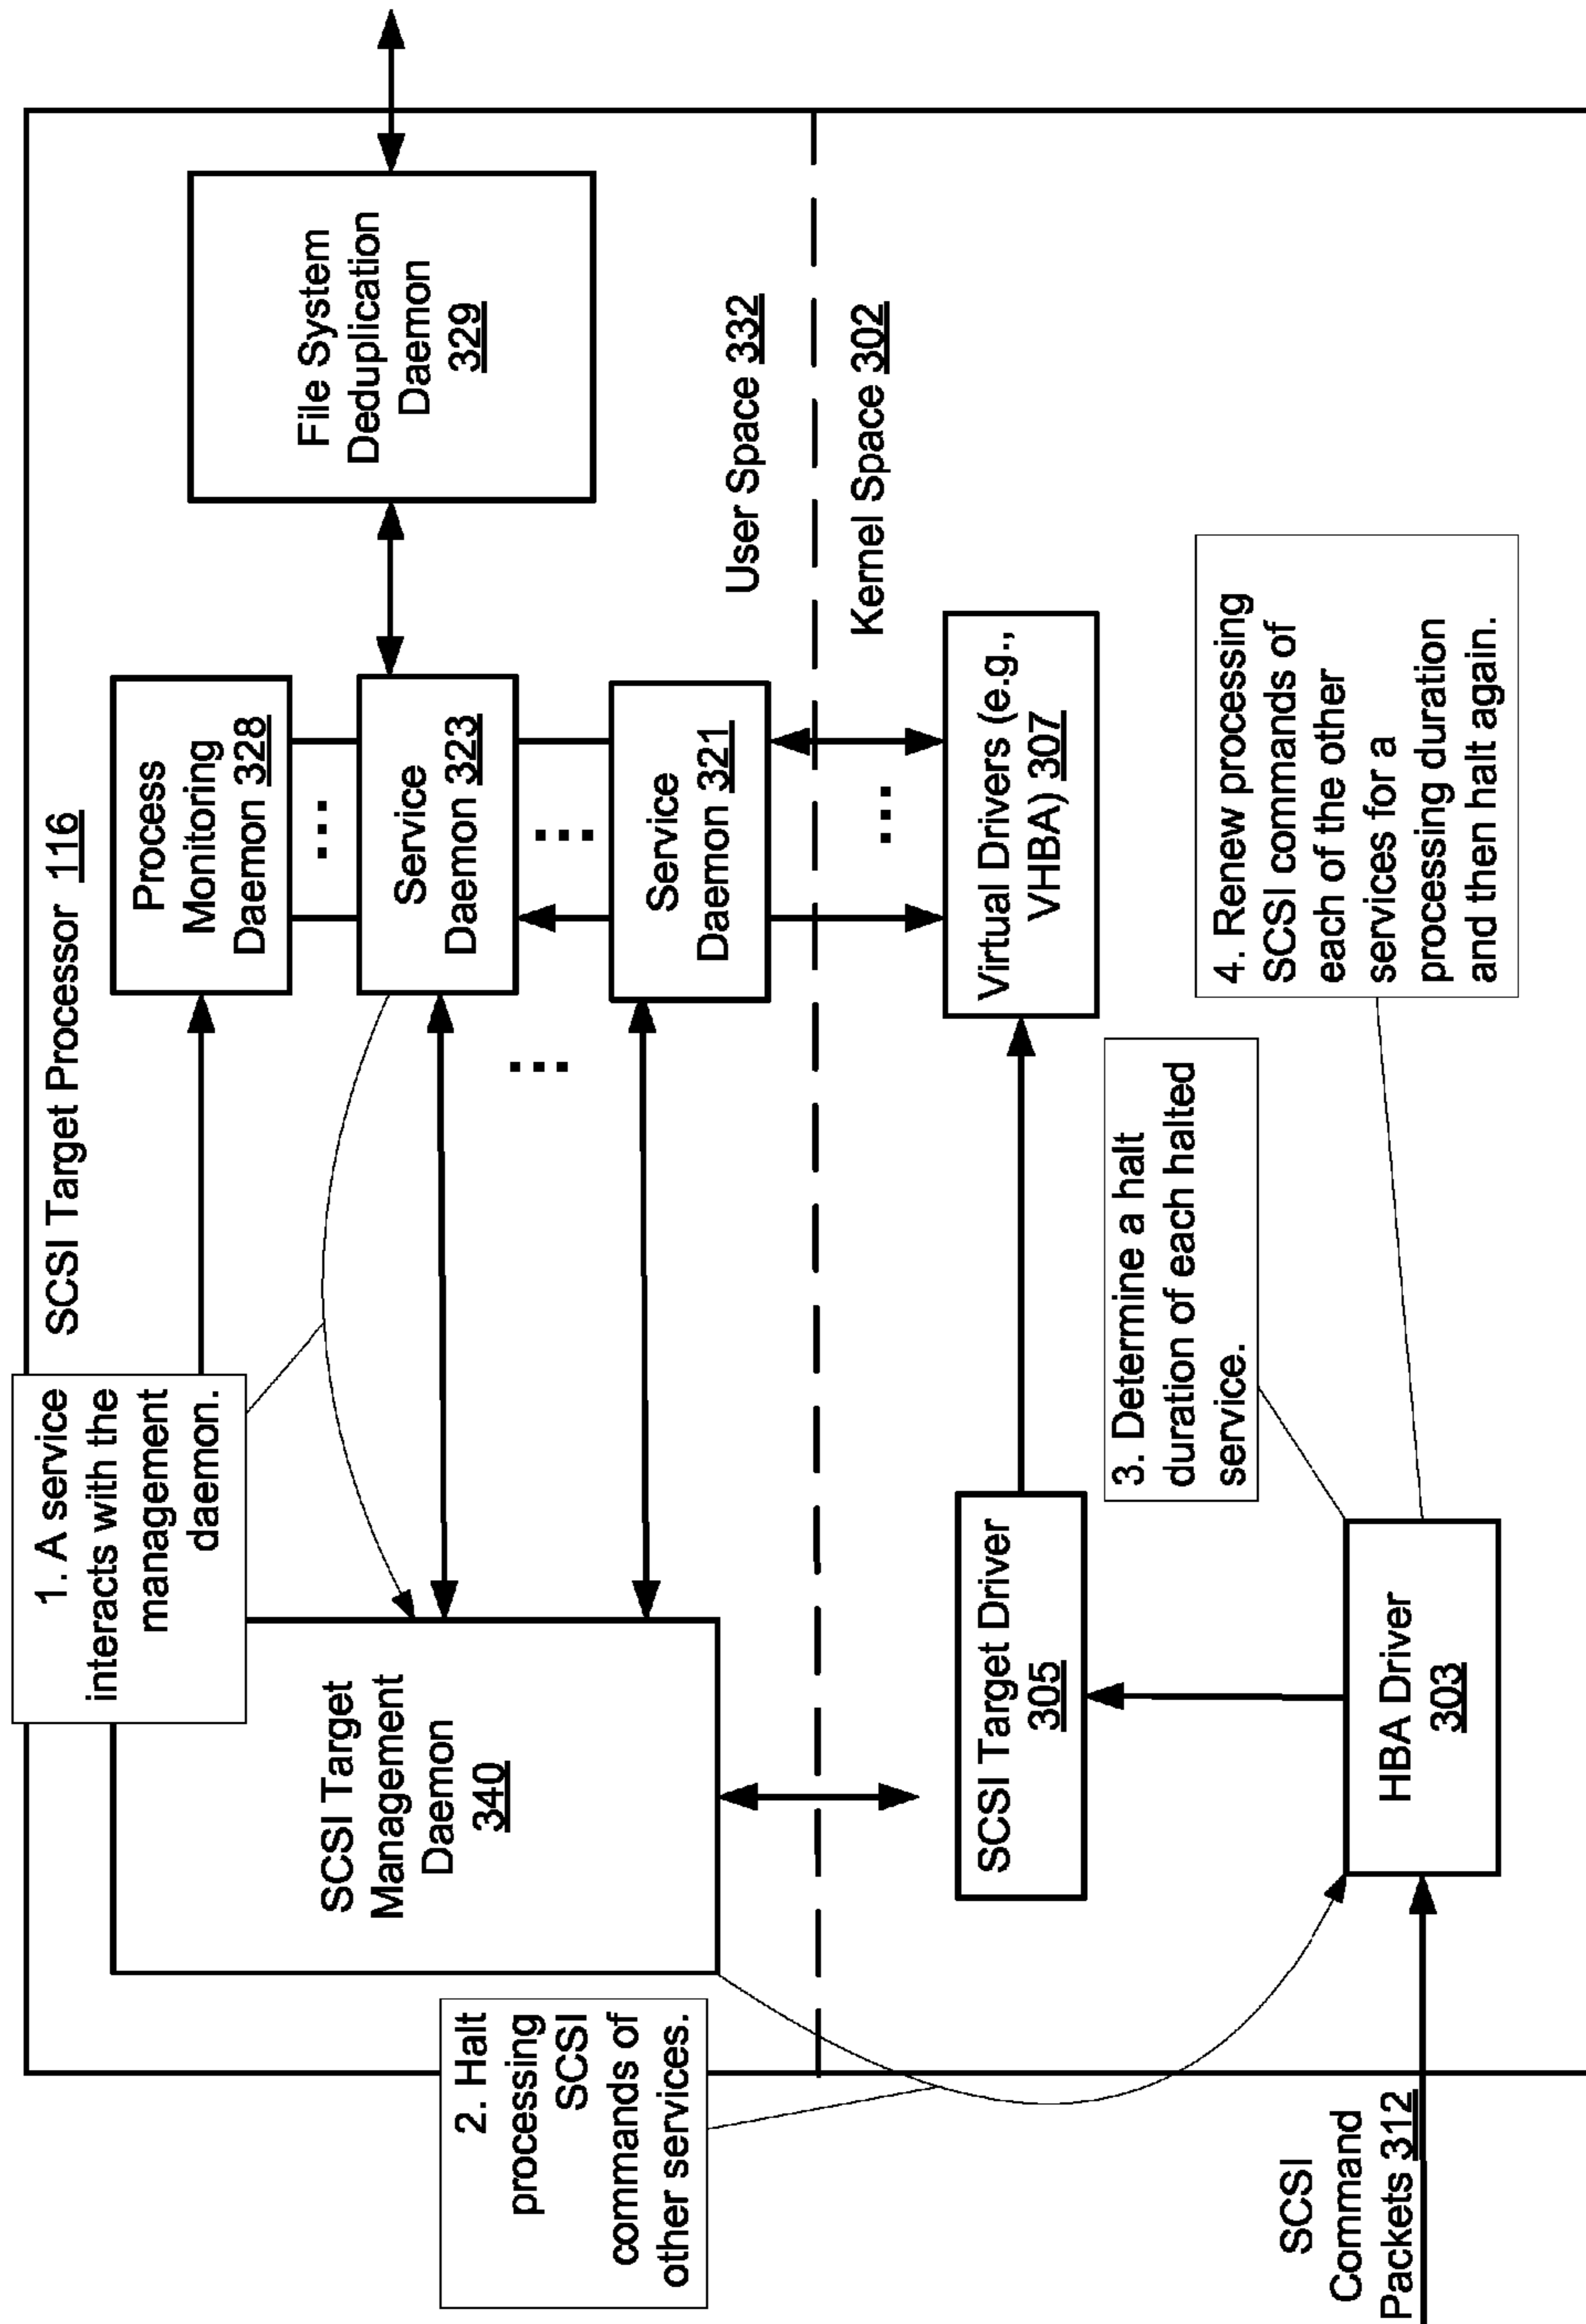 SCSI Target Processor 116
1. A service
interacts with the
management
daemon.
SCSI Target
Management
Daemon
340
Process
Monitoring
Daemon 328
...
Service
Daemon 323
...
Service
Daemon 321
...
File System
Deduplication
Daemon
329
User Space 332
Kernel Space 302
2. Halt
processing
SCSI
commands of
other services.
SCSI Target Driver
305
Virtual Drivers (e.g.,
VHBA) 307
...
3. Determine a halt
duration of each halted
service.
4. Renew processing
SCSI commands of
each of the other
services for a
processing duration
and then halt again.
HBA Driver
303
SCSI
Command
Packets 312